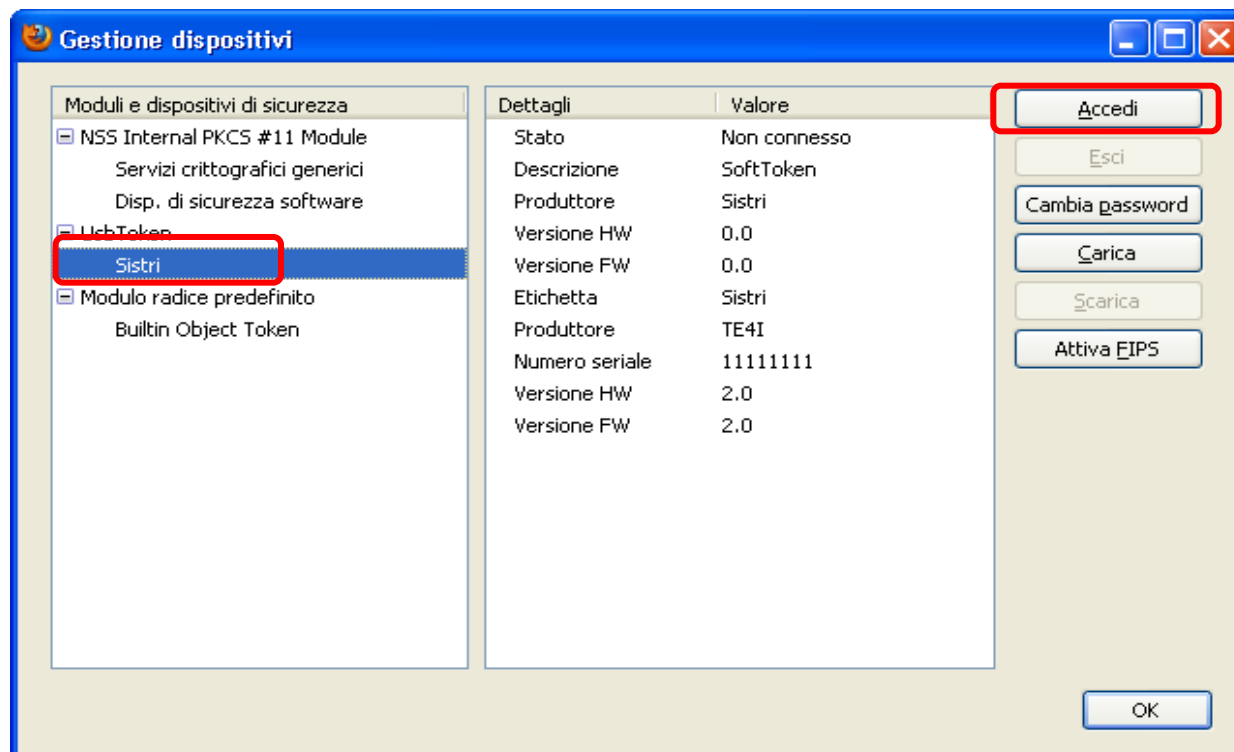 Gestione dispositivi
Moduli e dispositivi di sicurezza
NSS Internal PKCS #11 Module
Servizi crittografici generici
Disp. di sicurezza software
UsbToken
Sistri
Modulo radice predefinito
Builtin Object Token
Dettagli Valore
Stato Non connesso
Descrizione SoftToken
Produttore Sistri
Versione HW 0.0
Versione FW 0.0
Etichetta Sistri
Produttore TE4I
Numero seriale 11111111
Versione HW 2.0
Versione FW 2.0
Accedi
Esci
Cambia password
Carica
Scarica
Attiva FIPS
OK